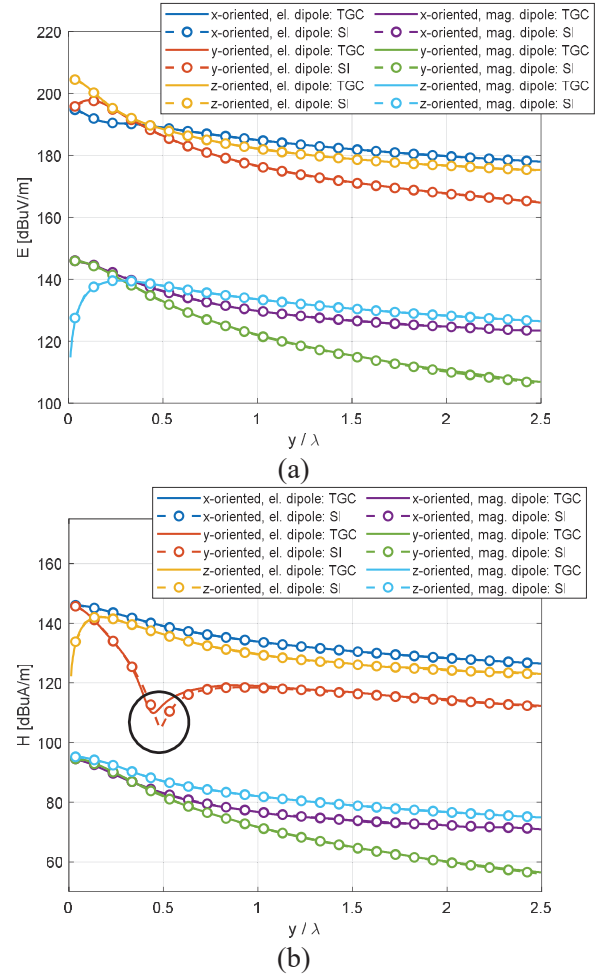 x-oriented, el. dipole: TGC
x-oriented, el. dipole: SI
y-oriented, el. dipole: TGC
y-oriented, el. dipole: SI
z-oriented, el. dipole: TGC
z-oriented, el. dipole: SI
x-oriented, mag. dipole: TGC
x-oriented, mag. dipole: SI
y-oriented, mag. dipole: TGC
y-oriented, mag. dipole: SI
z-oriented, mag. dipole: TGC
z-oriented, mag. dipole: SI
E [dBuV/m]
220
200
180
160
140
120
100
0 0.5 1 1.5 2 2.5
y / λ
(a)
x-oriented, el. dipole: TGC
x-oriented, el. dipole: SI
y-oriented, el. dipole: TGC
y-oriented, el. dipole: SI
z-oriented, el. dipole: TGC
z-oriented, el. dipole: SI
x-oriented, mag. dipole: TGC
x-oriented, mag. dipole: SI
y-oriented, mag. dipole: TGC
y-oriented, mag. dipole: SI
z-oriented, mag. dipole: TGC
z-oriented, mag. dipole: SI
H [dBuA/m]
160
140
120
100
80
60
0 0.5 1 1.5 2 2.5
y / λ
(b)